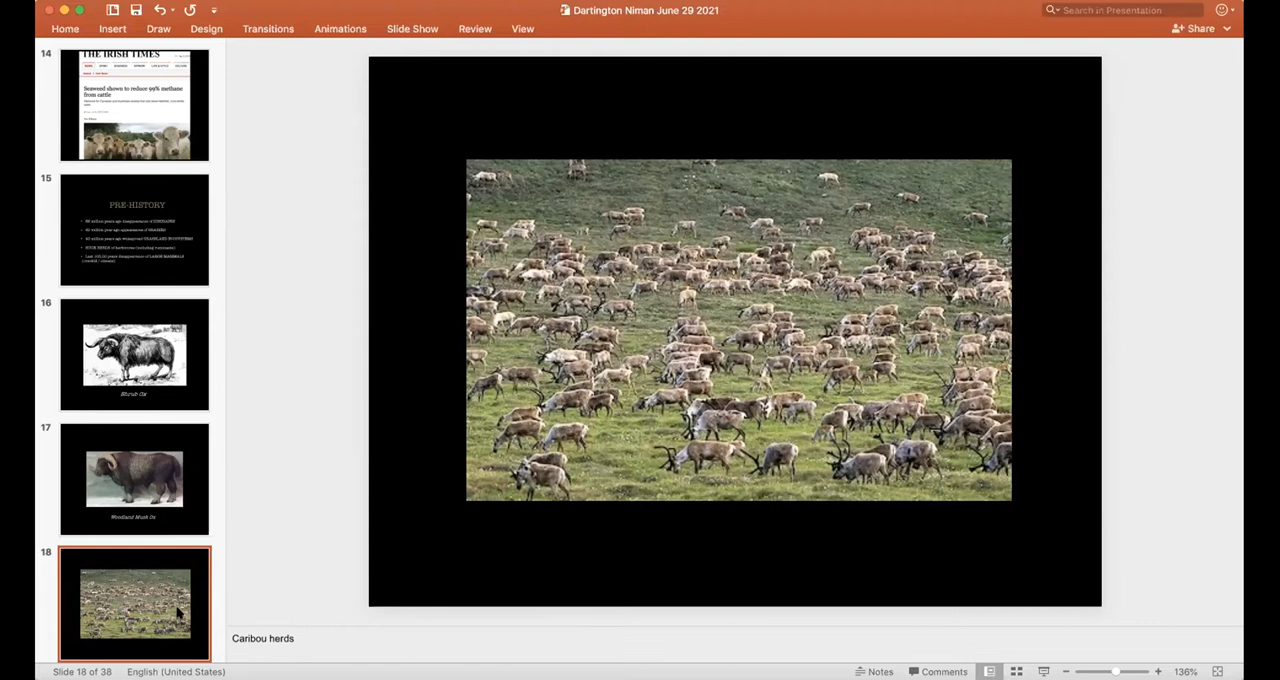 Dartington Niman June 29 2021
Search in Presentation
Home Insert Draw Design Transitions Animations Slide Show Review View
Share
14
THE IRISH TIMES
Seaweed shown to reduce 99% methane
from cattle
15
PRE-HISTORY
16
Shrub Ox
17
Woodland Musk Ox
18
Caribou herds
Slide 18 of 38 English (United States)
Notes Comments
136%